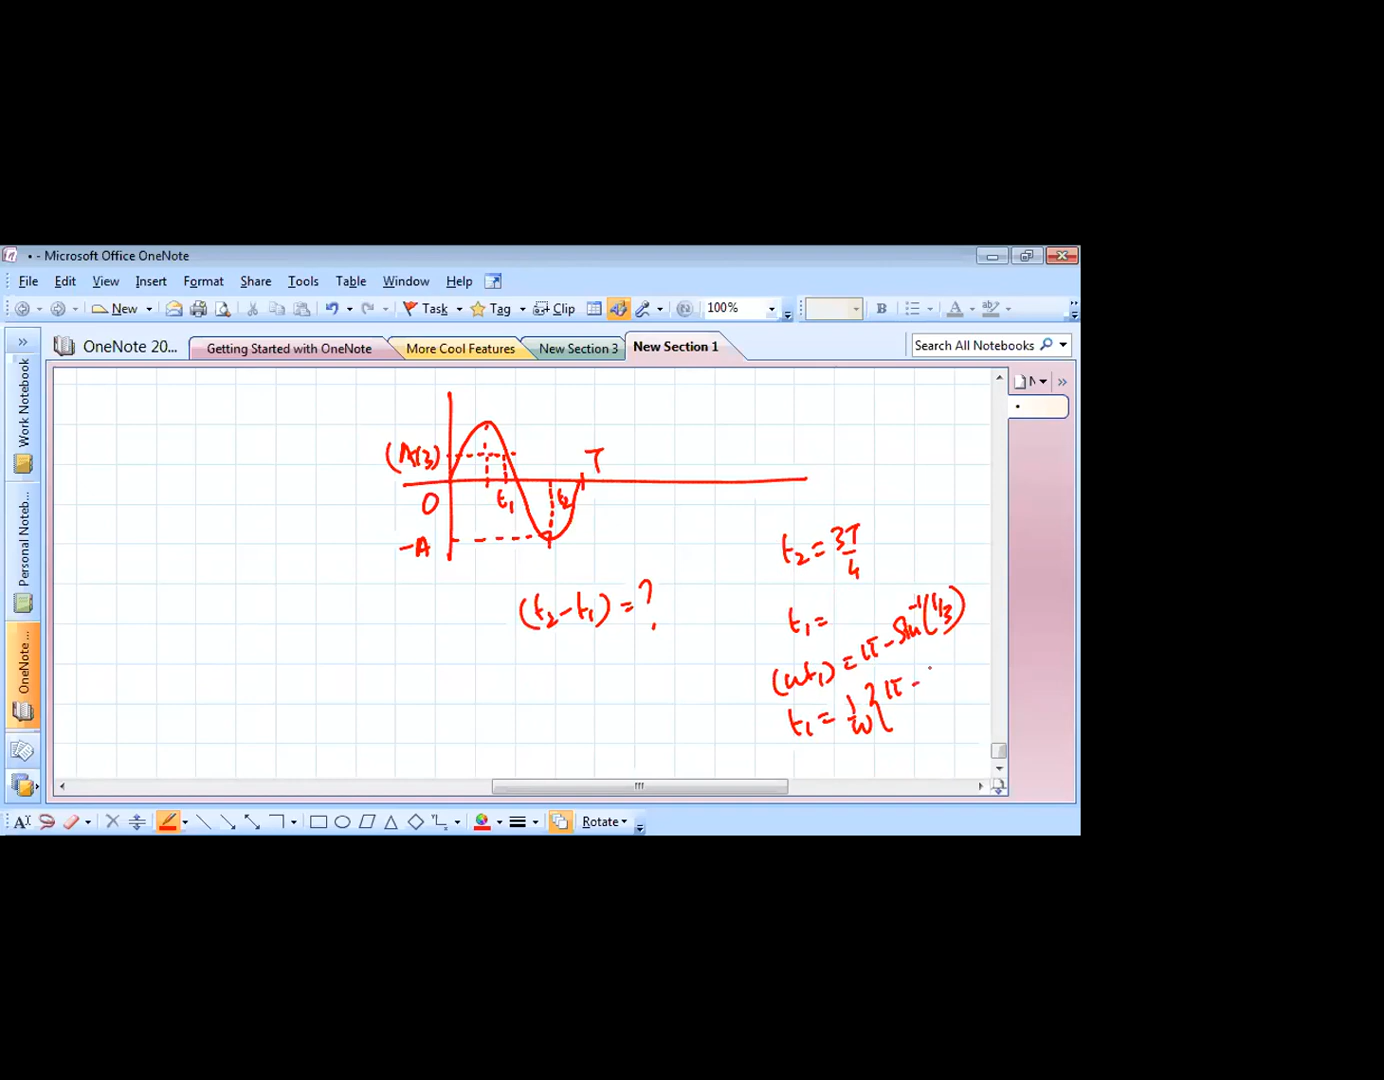 • - Microsoft Office OneNote
File Edit View Insert Format Share Tools Table Window Help
New Task Tag Clip 100% B A ab
» OneNote 20... Getting Started with OneNote More Cool Features New Section 3 New Section 1 Search All Notebooks
Work Notebook
Personal Noteb...
OneNote...
N »
•
(A/3)
T
O
t₁
t₂
-A
t₂ = 3T/4
(t₂-t₁) = ?
t₁ =
(ωt₁) = π - sin⁻¹(1/3)
t₁ = 1/ω { π -
A Rotate